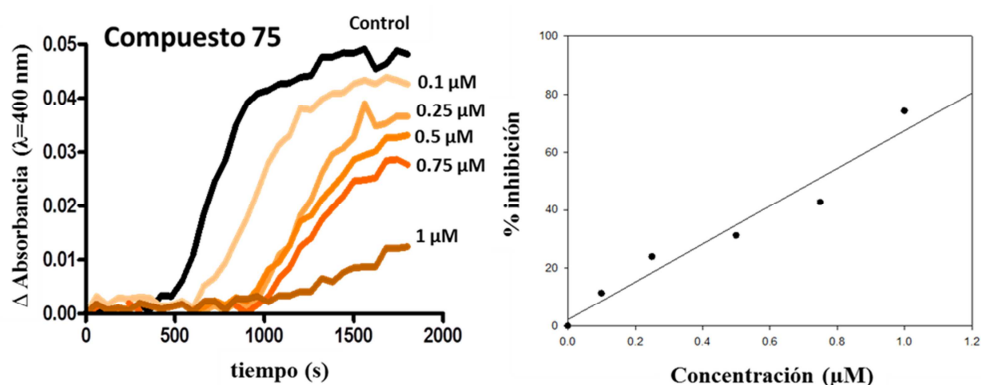 Compuesto 75
Control
0.1 µM
0.25 µM
0.5 µM
0.75 µM
1 µM
Δ Absorbancia (λ=400 nm)
0.05
0.04
0.03
0.02
0.01
0.00
0
500
1000
1500
2000
tiempo (s)
% inhibición
100
80
60
40
20
0
0.0
0.2
0.4
0.6
0.8
1.0
1.2
Concentración (µM)